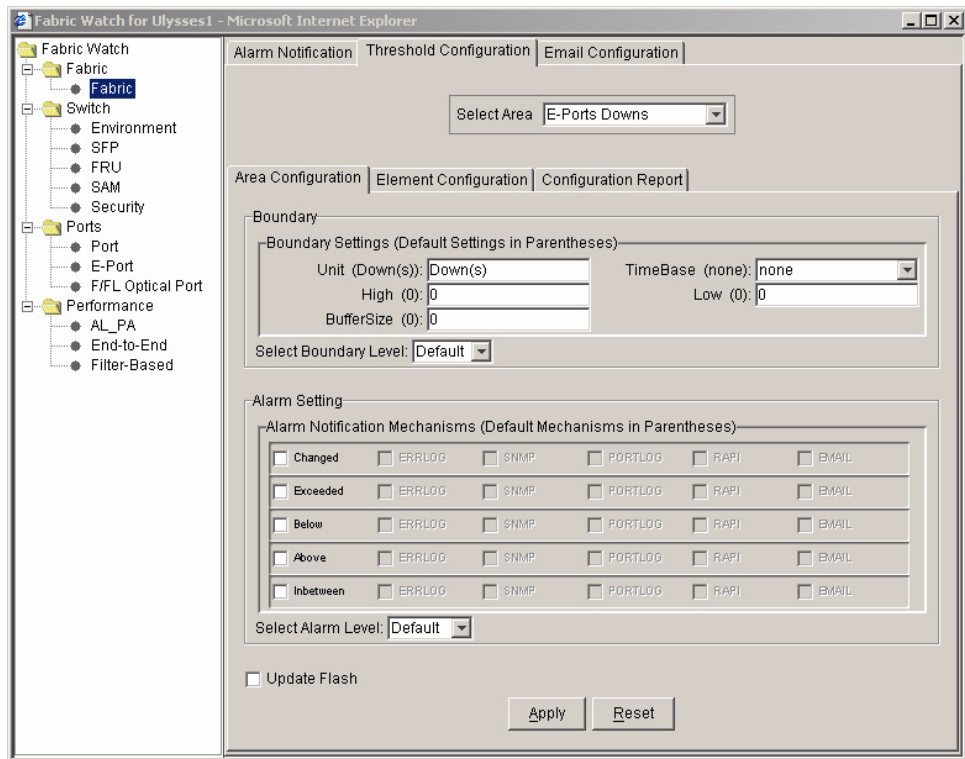 Fabric Watch for Ulysses1 - Microsoft Internet Explorer
Fabric Watch
Fabric
Fabric
Switch
Environment
SFP
FRU
SAM
Security
Ports
Port
E-Port
F/FL Optical Port
Performance
AL_PA
End-to-End
Filter-Based
Alarm Notification Threshold Configuration Email Configuration
Select Area E-Ports Downs
Area Configuration Element Configuration Configuration Report
Boundary
Boundary Settings (Default Settings in Parentheses)
Unit (Down(s)): Down(s) TimeBase (none): none
High (0): 0 Low (0): 0
BufferSize (0): 0
Select Boundary Level: Default
Alarm Setting
Alarm Notification Mechanisms (Default Mechanisms in Parentheses)
Changed ERRLOG SNMP PORTLOG RAPI EMAIL
Exceeded ERRLOG SNMP PORTLOG RAPI EMAIL
Below ERRLOG SNMP PORTLOG RAPI EMAIL
Above ERRLOG SNMP PORTLOG RAPI EMAIL
Inbetween ERRLOG SNMP PORTLOG RAPI EMAIL
Select Alarm Level: Default
Update Flash
Apply Reset